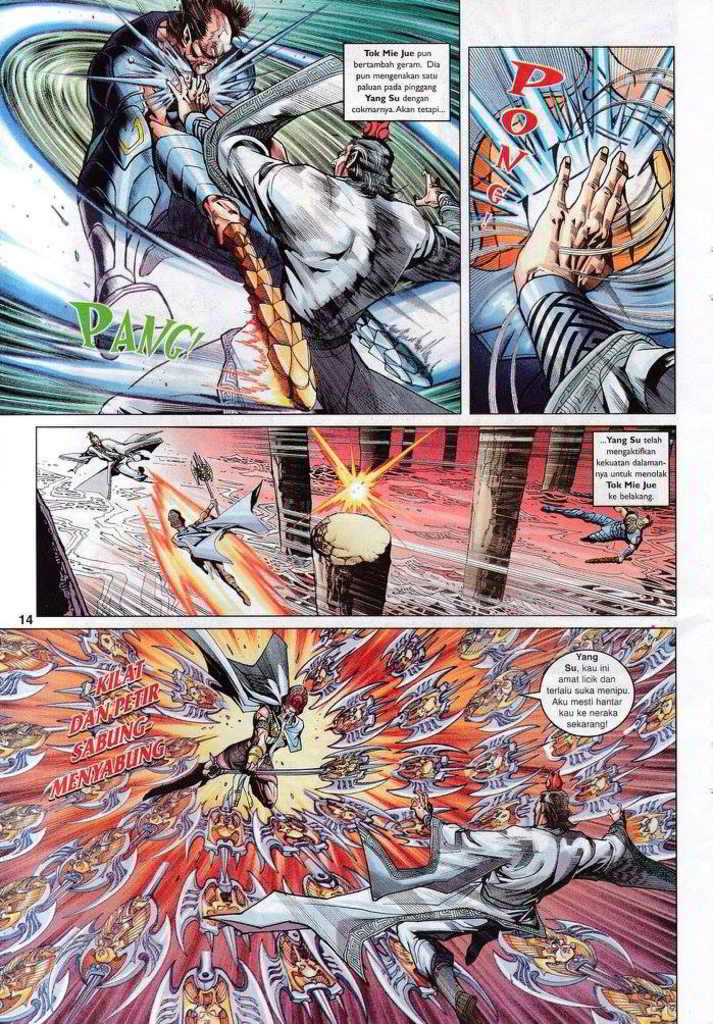 Tok Mie Jue pun
bertambah geram. Dia
pun mengenakan satu
paluan pada pinggang
Yang Su dengan
cokmarnya. Akan tetapi...
PONG!
PANG!
...Yang Su telah
mengaktifkan
kekuatan dalaman-
nya untuk menolak
Tok Mie Jue
ke belakang.
14
KILAT
DAN PETIR
SABUNG-
MENYABUNG
Yang
Su, kau ini
amat licik dan
terlalu suka menipu.
Aku mesti hantar
kau ke neraka
sekarang!